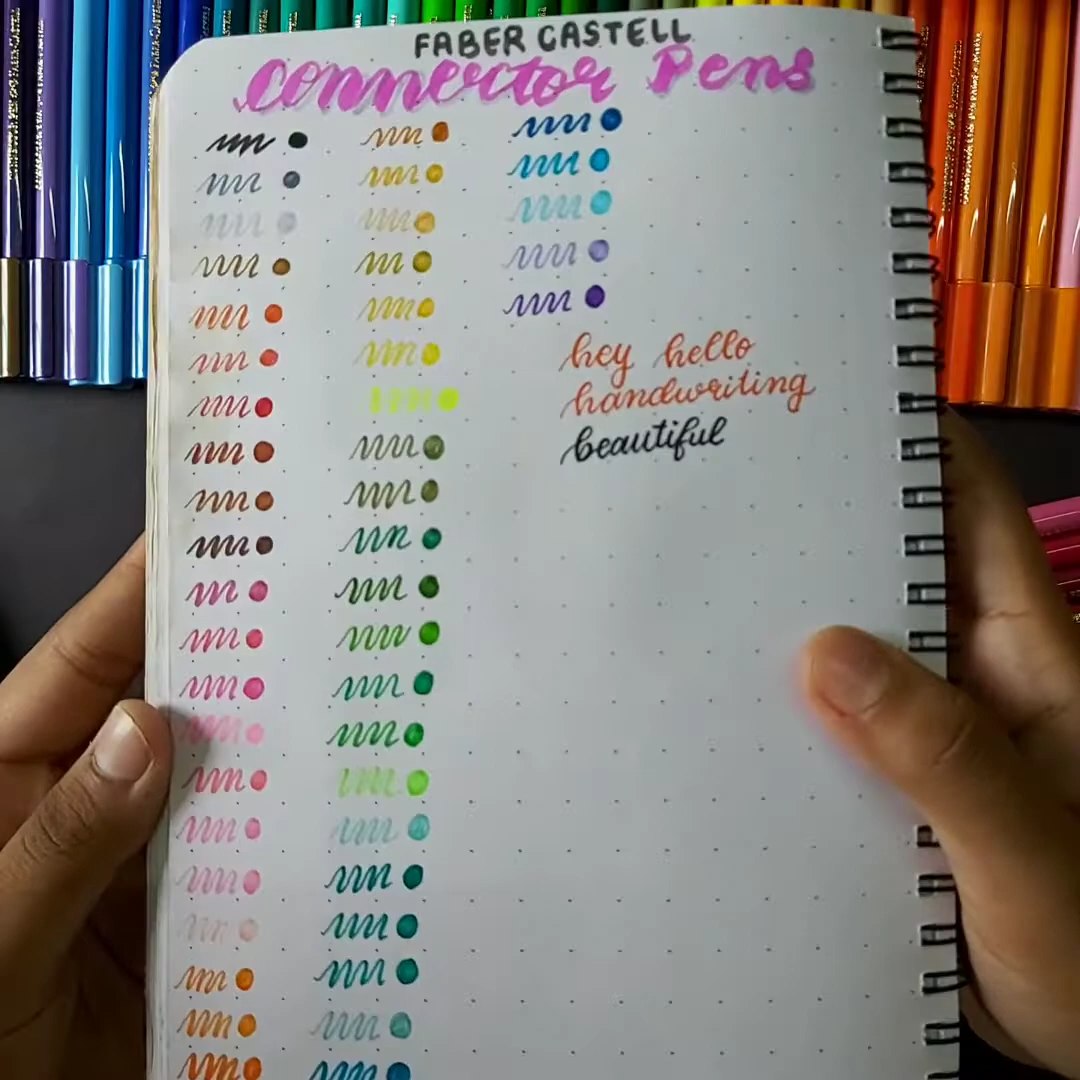 FABER CASTELL
Connector Pens
hey hello
handwriting
beautiful